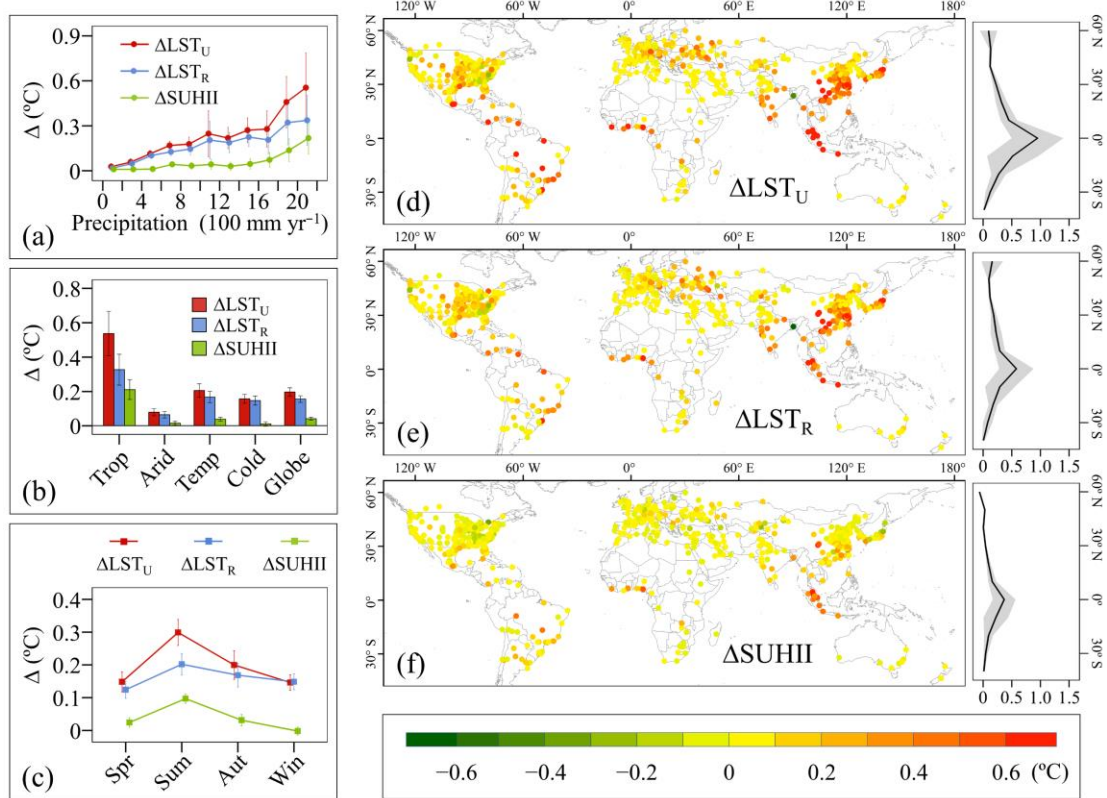 0.9
0.6
0.3
0
Δ (°C)
ΔLST_U
ΔLST_R
ΔSUHII
0 4 8 12 16 20
Precipitation (100 mm yr⁻¹)
(a)
0.8
0.6
0.4
0.2
0
Δ (°C)
ΔLST_U
ΔLST_R
ΔSUHII
Trop Arid Temp Cold Globe
(b)
ΔLST_U ΔLST_R ΔSUHII
0.4
0.3
0.2
0.1
0
Δ (°C)
Spr Sum Aut Win
(c)
120° W 60° W 0° 60° E 120° E 180°
60° N
30° N
0°
30° S
(d)
ΔLST_U
60° N
30° N
0°
30° S
0 0.5 1.0 1.5
120° W 60° W 0° 60° E 120° E 180°
60° N
30° N
0°
30° S
(e)
ΔLST_R
60° N
30° N
0°
30° S
0 0.5 1.0 1.5
120° W 60° W 0° 60° E 120° E 180°
60° N
30° N
0°
30° S
(f)
ΔSUHII
60° N
30° N
0°
30° S
0 0.5 1.0 1.5
−0.6 −0.4 −0.2 0 0.2 0.4 0.6 (°C)